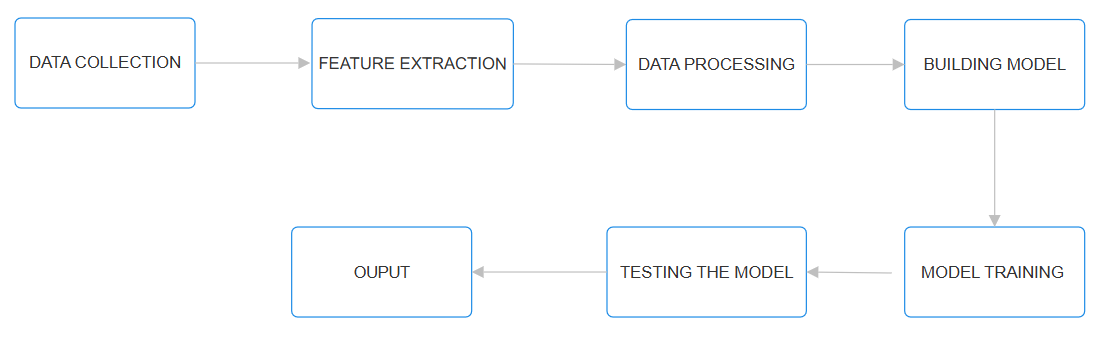 DATA COLLECTION
FEATURE EXTRACTION
DATA PROCESSING
BUILDING MODEL
MODEL TRAINING
TESTING THE MODEL
OUPUT